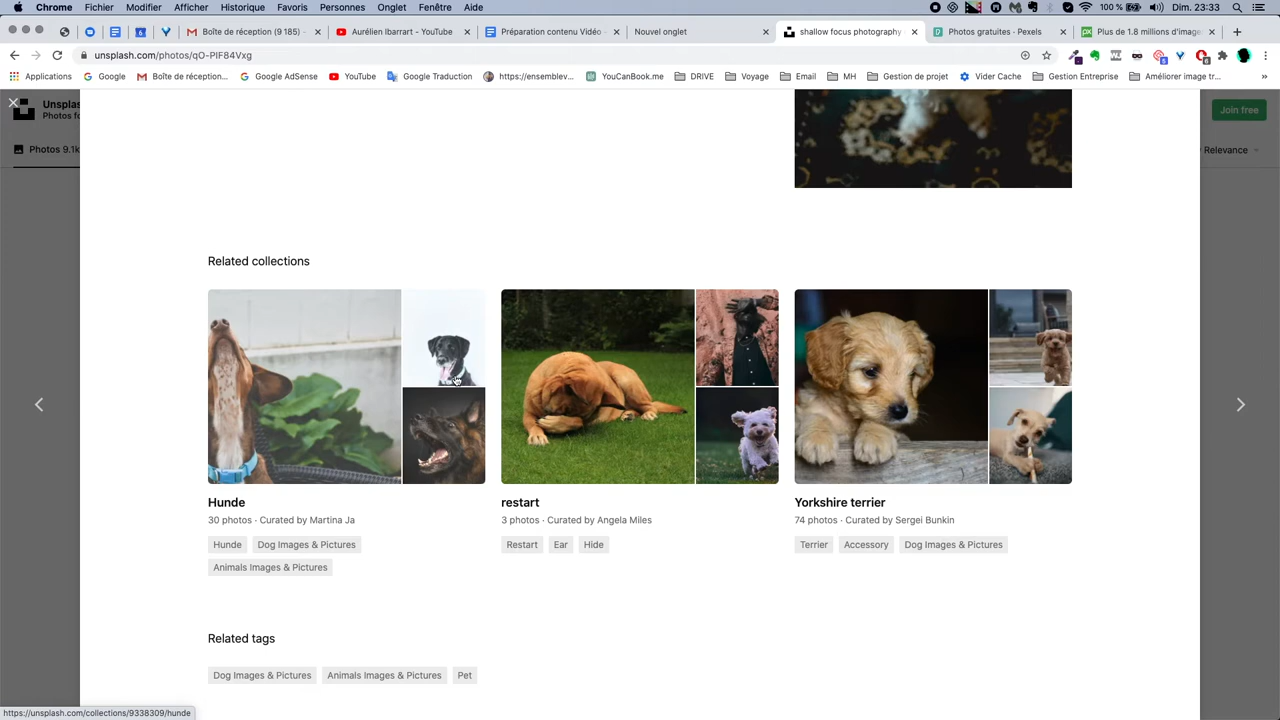 Chrome Fichier Modifier Afficher Historique Favoris Personnes Onglet Fenêtre Aide 100 % Dim. 23:33
Boîte de réception (9 185) - Aurélien Ibarrart - YouTube Préparation contenu Vidéo - Nouvel onglet shallow focus photography Photos gratuites - Pexels Plus de 1.8 millions d'image
unsplash.com/photos/qO-PIF84Vxg
Applications Google Boîte de réception... Google AdSense YouTube Google Traduction https://ensemblev... YouCanBook.me DRIVE Voyage Email MH Gestion de projet Vider Cache Gestion Entreprise Améliorer image tr... »
Unsp
Photos fo
Join free
Photos 9.1k
Relevance
Related collections
Hunde restart Yorkshire terrier
30 photos · Curated by Martina Ja 3 photos · Curated by Angela Miles 74 photos · Curated by Sergei Bunkin
Hunde Dog Images & Pictures Restart Ear Hide Terrier Accessory Dog Images & Pictures
Animals Images & Pictures
Related tags
Dog Images & Pictures Animals Images & Pictures Pet
https://unsplash.com/collections/9338309/hunde